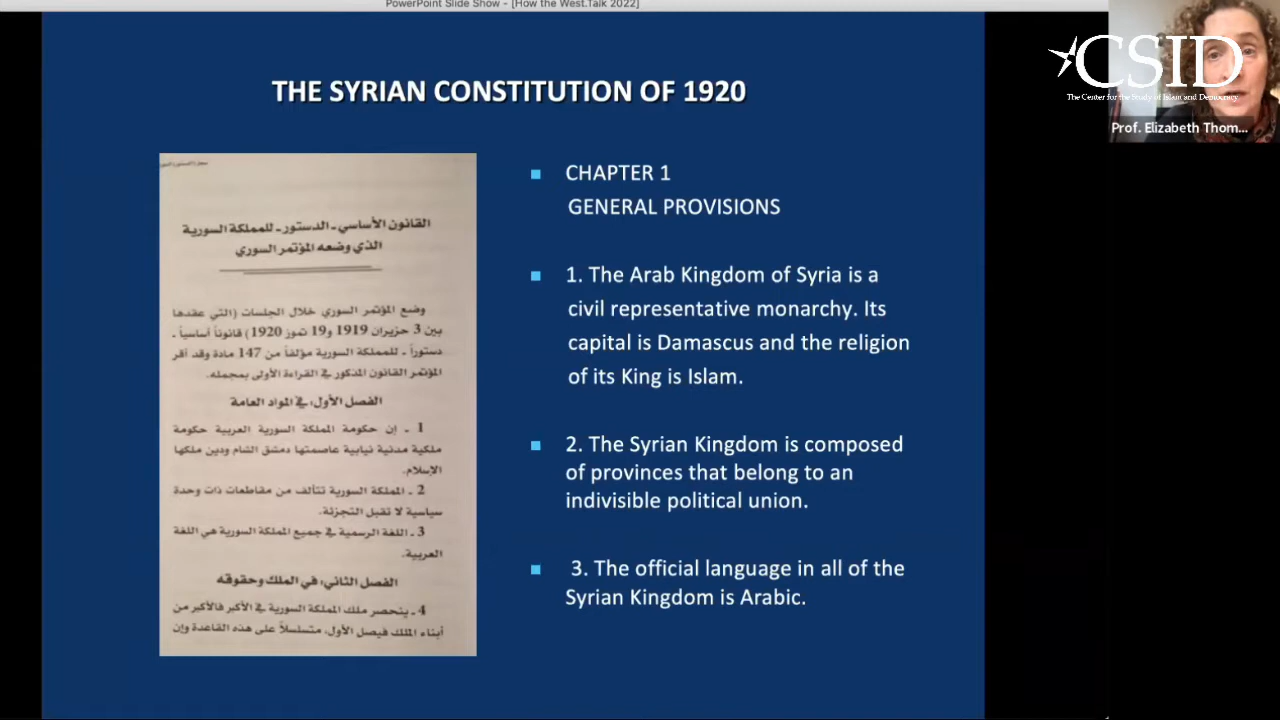 PowerPoint Slide Show - [How the West.Talk 2022]
THE SYRIAN CONSTITUTION OF 1920
القانون الأساسي ـ الدستور ـ للمملكة السورية
الذي وضعه المؤتمر السوري
وضع المؤتمر السوري خلال الجلسات (التي عقدها
بين 3 حزيران 1919 و19 تموز 1920) قانوناً أساسياً ـ
دستوراً ـ للمملكة السورية مؤلفاً من 147 مادة وقد أقر
المؤتمر القانون المذكور في القراءة الأولى بمجمله.
الفصل الأول: في المواد العامة
1 ـ إن حكومة المملكة السورية العربية حكومة
ملكية مدنية نيابية عاصمتها دمشق الشام ودين ملكها
الإسلام.
2 ـ المملكة السورية تتألف من مقاطعات ذات وحدة
سياسية لا تقبل التجزئة.
3 ـ اللغة الرسمية في جميع المملكة السورية هي اللغة
العربية.
الفصل الثاني: في الملك وحقوقه
4 ـ ينحصر ملك المملكة السورية في الأكبر فالأكبر من
أبناء الملك فيصل الأول، متسلسلاً على هذه القاعدة وإن
CHAPTER 1
GENERAL PROVISIONS
1. The Arab Kingdom of Syria is a
civil representative monarchy. Its
capital is Damascus and the religion
of its King is Islam.
2. The Syrian Kingdom is composed
of provinces that belong to an
indivisible political union.
3. The official language in all of the
Syrian Kingdom is Arabic.
CSID
The Center for the Study of Islam and Democracy
Prof. Elizabeth Thom...